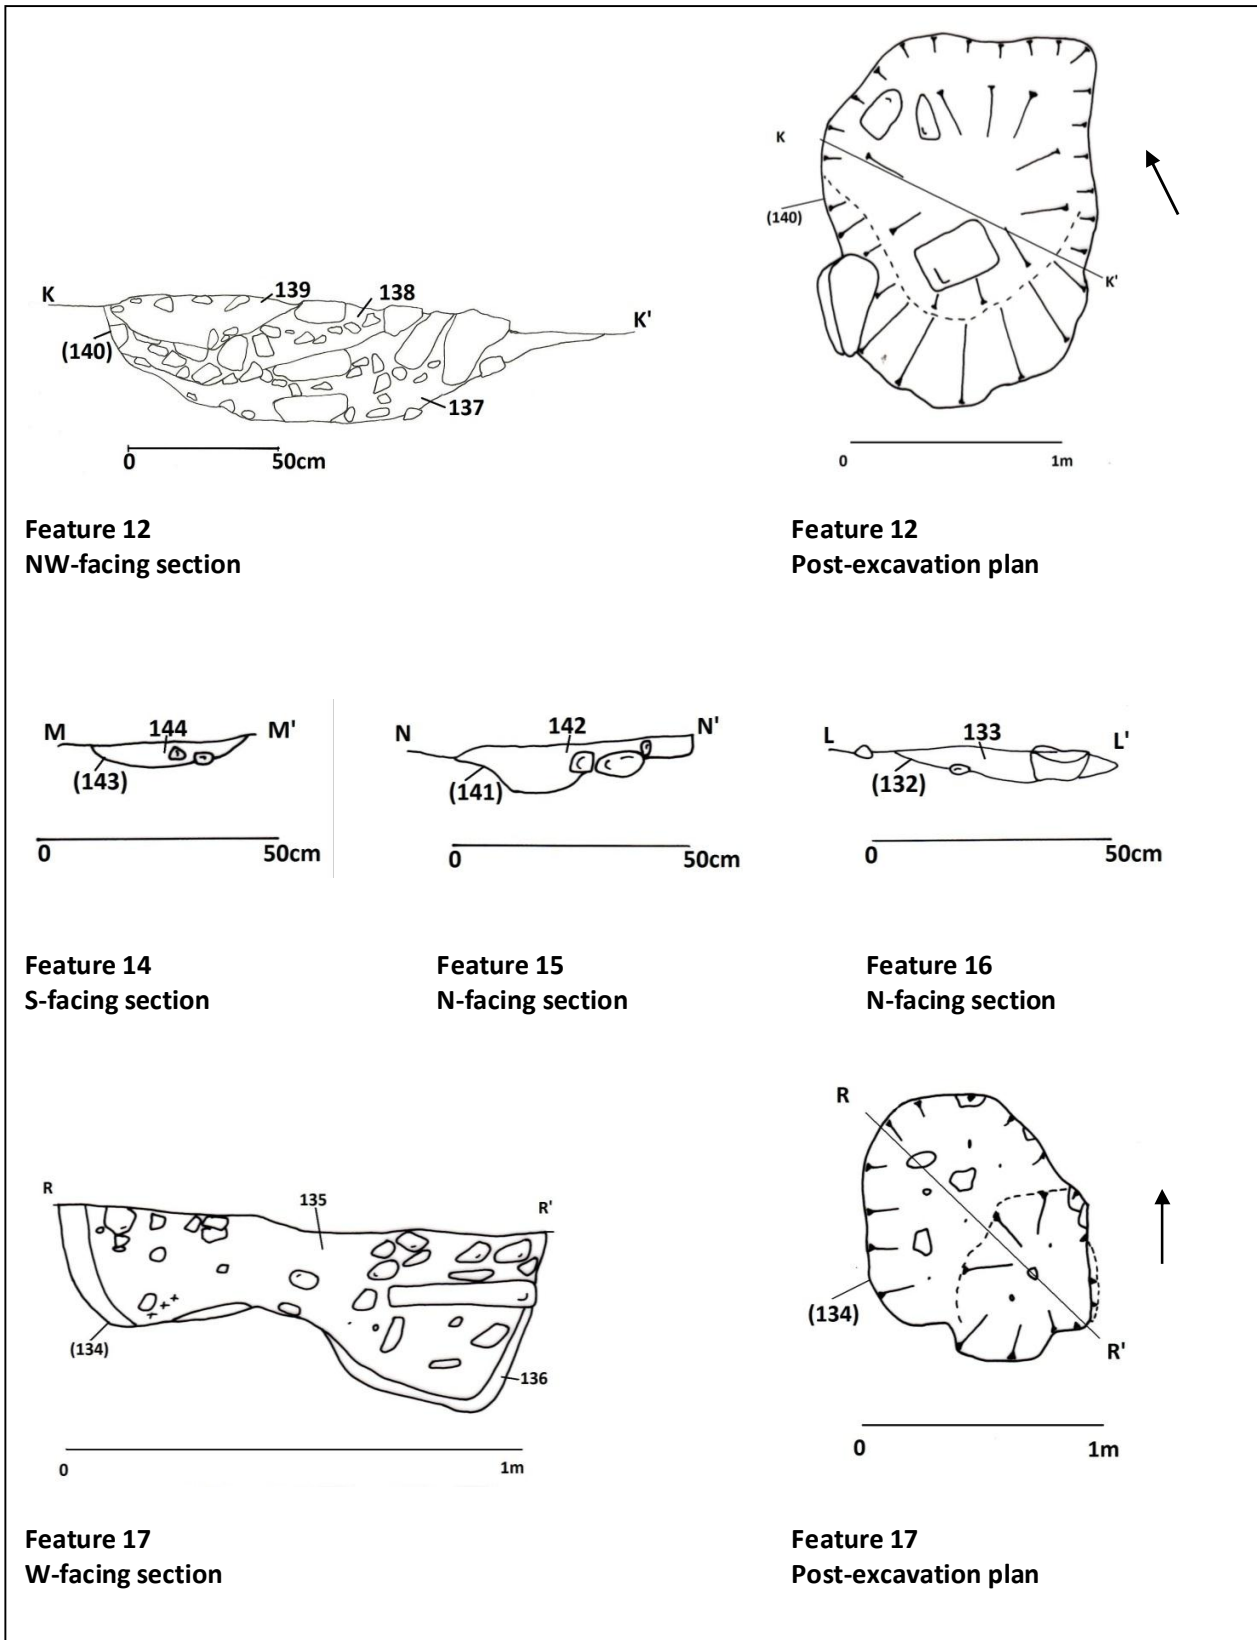 K
139
138
K'
(140)
137
0
50cm
K
(140)
K'
0
1m
Feature 12
NW-facing section
Feature 12
Post-excavation plan
M
144
M'
(143)
0
50cm
N
142
N'
(141)
0
50cm
L
133
L'
(132)
0
50cm
Feature 14
S-facing section
Feature 15
N-facing section
Feature 16
N-facing section
R
135
R'
(134)
136
0
1m
R
(134)
R'
0
1m
Feature 17
W-facing section
Feature 17
Post-excavation plan